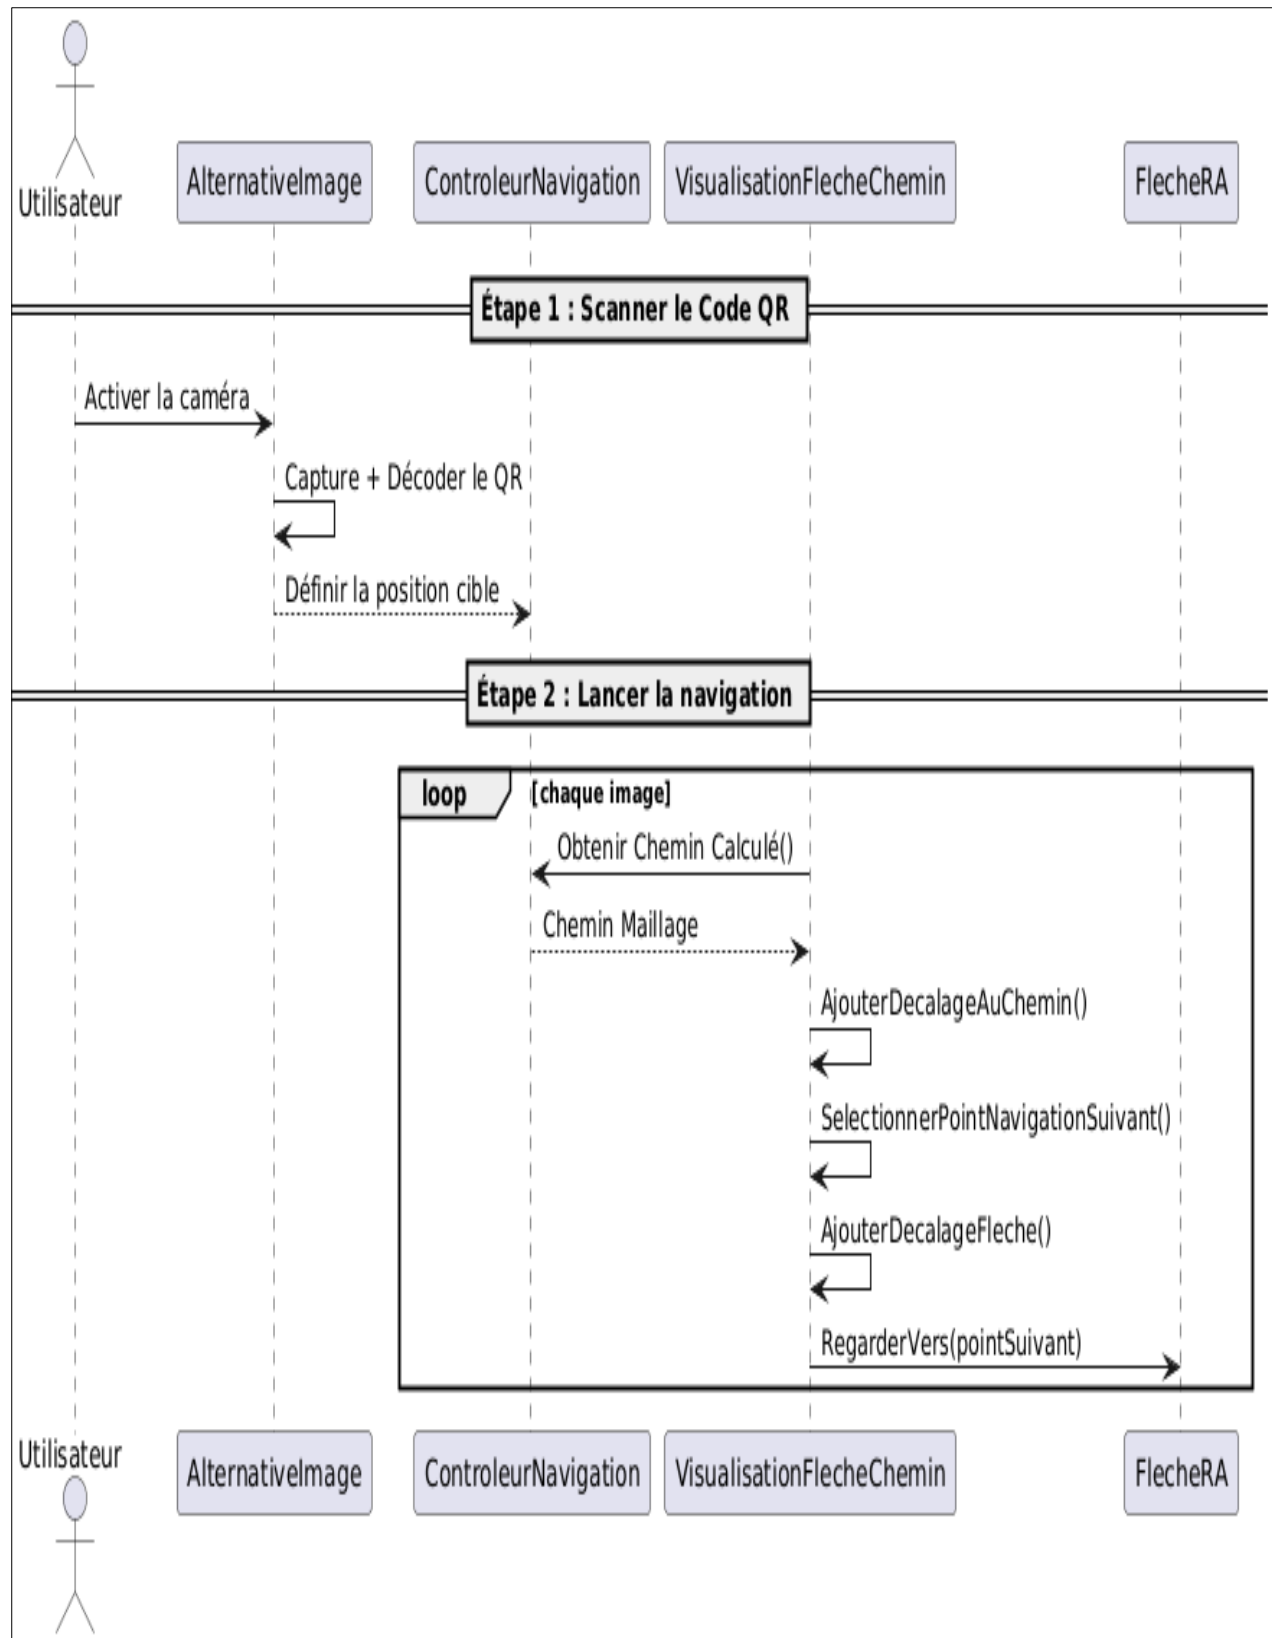 Utilisateur
AlternativeImage
ControleurNavigation
VisualisationFlecheChemin
FlecheRA
Étape 1 : Scanner le Code QR
Activer la caméra
Capture + Décoder le QR
Définir la position cible
Étape 2 : Lancer la navigation
loop
[chaque image]
Obtenir Chemin Calculé()
Chemin Maillage
AjouterDecalageAuChemin()
SelectionnerPointNavigationSuivant()
AjouterDecalageFleche()
RegarderVers(pointSuivant)
Utilisateur
AlternativeImage
ControleurNavigation
VisualisationFlecheChemin
FlecheRA